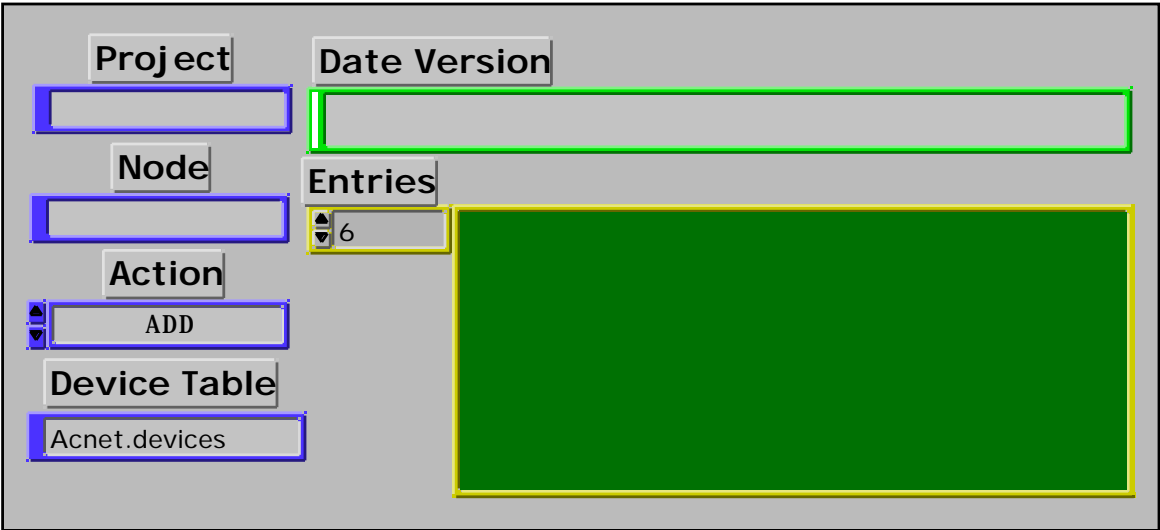 Project
Date Version
Node
Entries
6
Action
ADD
Device Table
Acnet.devices